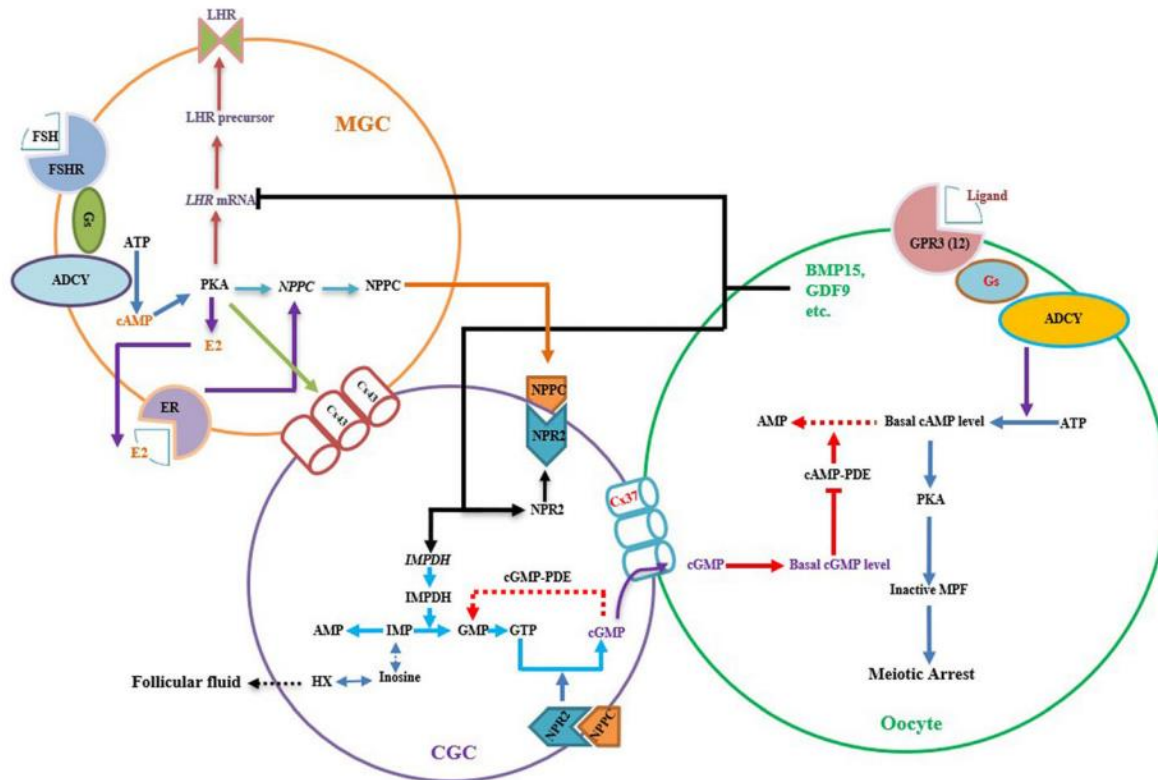 LHR
LHR precursor
MGC
FSH
FSHR
LHR mRNA
Gs
ATP
ADCY
PKA
NPPC
NPPC
cAMP
E2
ER
E2
Cx43
Cx43
Ligand
GPR3 (12)
BMP15,
GDF9
etc.
Gs
ADCY
NPPC
NPR2
NPR2
AMP
Basal cAMP level
ATP
cAMP-PDE
Cx37
PKA
IMPDH
cGMP
Basal cGMP level
cGMP-PDE
IMPDH
Inactive MPF
AMP
IMP
GMP
GTP
cGMP
Meiotic Arrest
Follicular fluid
HX
Inosine
NPR2
NPPC
Oocyte
CGC